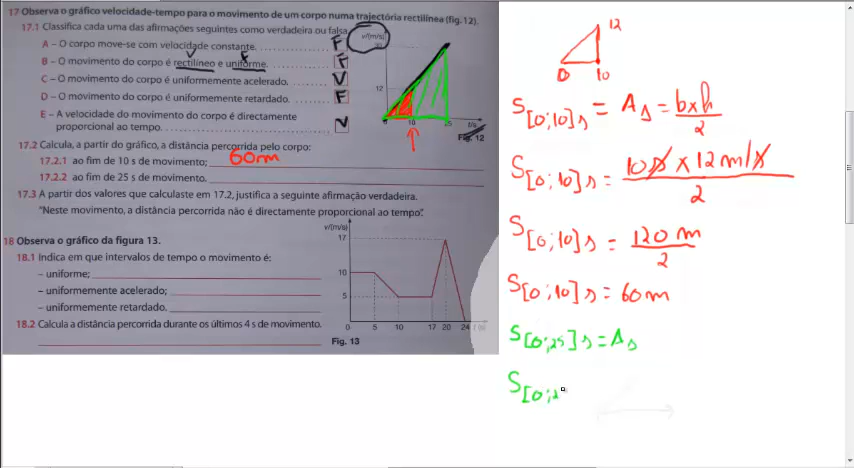 17 Observa o gráfico velocidade-tempo para o movimento de um corpo numa trajectória rectilínea (fig. 12).
17.1 Classifica cada uma das afirmações seguintes como verdadeira ou falsa.
A – O corpo move-se com velocidade constante. F
B – O movimento do corpo é rectilíneo e uniforme. F
V F
C – O movimento do corpo é uniformemente acelerado. V
D – O movimento do corpo é uniformemente retardado. F
E – A velocidade do movimento do corpo é directamente
proporcional ao tempo. V
v/(m/s)
30
12
0 10 25 t/s
Fig. 12
17.2 Calcula, a partir do gráfico, a distância percorrida pelo corpo:
17.2.1 ao fim de 10 s de movimento; 60m
17.2.2 ao fim de 25 s de movimento.
17.3 A partir dos valores que calculaste em 17.2, justifica a seguinte afirmação verdadeira.
"Neste movimento, a distância percorrida não é directamente proporcional ao tempo".
18 Observa o gráfico da figura 13.
18.1 Indica em que intervalos de tempo o movimento é:
– uniforme;
– uniformemente acelerado;
– uniformemente retardado.
18.2 Calcula a distância percorrida durante os últimos 4 s de movimento.
v/(m/s)
17
10
5
0 5 10 17 20 24 t (s)
Fig. 13
12
0 10
S[0;10]s = A△ = bxh/2
S[0;10]s = 10s x 12m/s/2
S[0;10]s = 120 m/2
S[0;10]s = 60m
S[0;25]s = A△
S[0;2